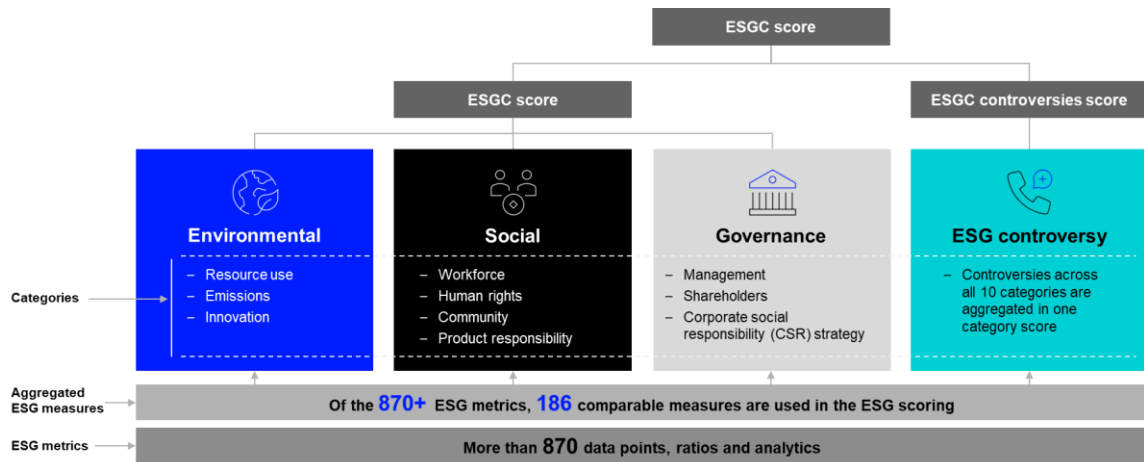 ESGC score
ESGC score
ESGC controversies score
Environmental
Social
Governance
ESG controversy
Categories
– Resource use
– Emissions
– Innovation
– Workforce
– Human rights
– Community
– Product responsibility
– Management
– Shareholders
– Corporate social
responsibility (CSR) strategy
– Controversies across
all 10 categories are
aggregated in one
category score
Aggregated
ESG measures
Of the 870+ ESG metrics, 186 comparable measures are used in the ESG scoring
ESG metrics
More than 870 data points, ratios and analytics